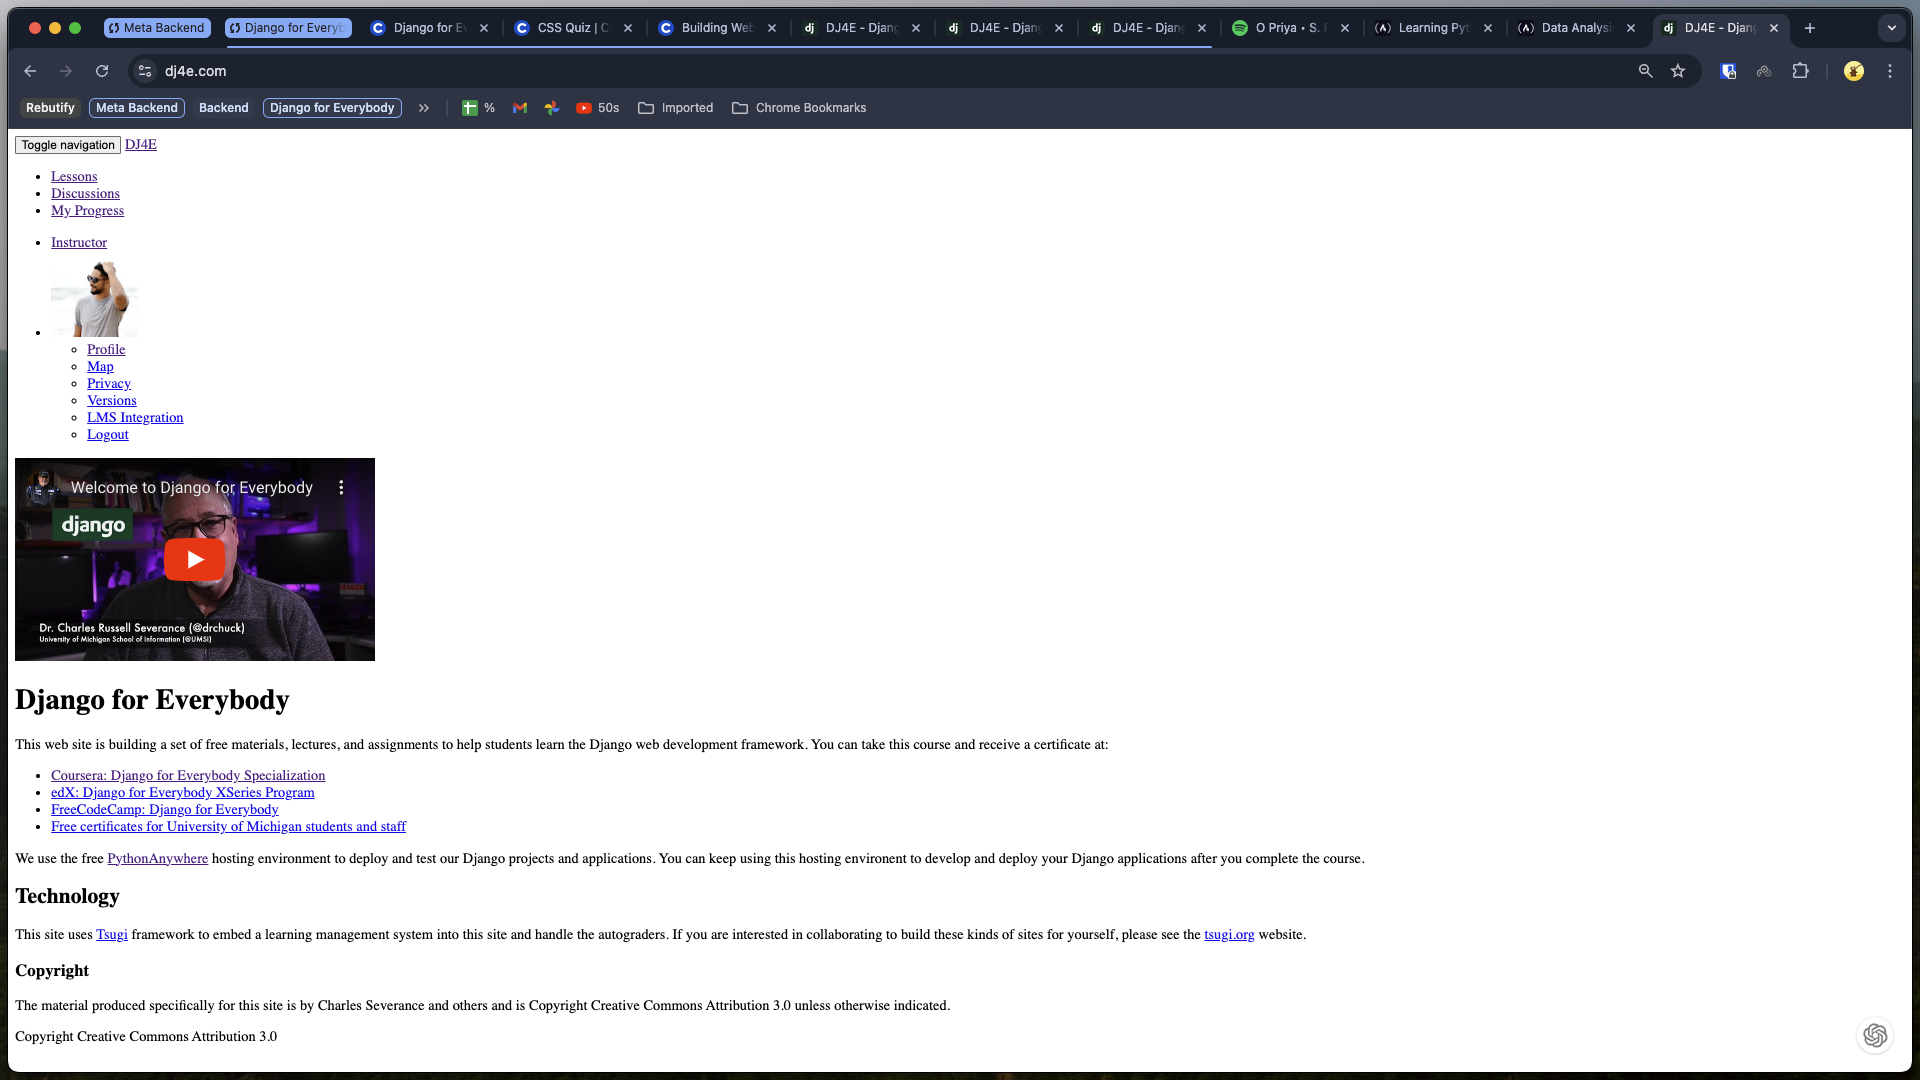 Meta Backend
Django for Everyb
Django for Ev
CSS Quiz | C
Building Web
dj DJ4E - Djang
dj DJ4E - Djang
dj DJ4E - Djang
O Priya • S.
Learning Pyt
Data Analysis
dj DJ4E - Djang
dj4e.com
Rebutify
Meta Backend
Backend
Django for Everybody
%
50s
Imported
Chrome Bookmarks
Toggle navigation DJ4E
Lessons
Discussions
My Progress
Instructor
Profile
Map
Privacy
Versions
LMS Integration
Logout
Welcome to Django for Everybody
django
Dr. Charles Russell Severance (@drchuck)
University of Michigan School of Information (@UMSI)
Django for Everybody
This web site is building a set of free materials, lectures, and assignments to help students learn the Django web development framework. You can take this course and receive a certificate at:
Coursera: Django for Everybody Specialization
edX: Django for Everybody XSeries Program
FreeCodeCamp: Django for Everybody
Free certificates for University of Michigan students and staff
We use the free PythonAnywhere hosting environment to deploy and test our Django projects and applications. You can keep using this hosting environent to develop and deploy your Django applications after you complete the course.
Technology
This site uses Tsugi framework to embed a learning management system into this site and handle the autograders. If you are interested in collaborating to build these kinds of sites for yourself, please see the tsugi.org website.
Copyright
The material produced specifically for this site is by Charles Severance and others and is Copyright Creative Commons Attribution 3.0 unless otherwise indicated.
Copyright Creative Commons Attribution 3.0